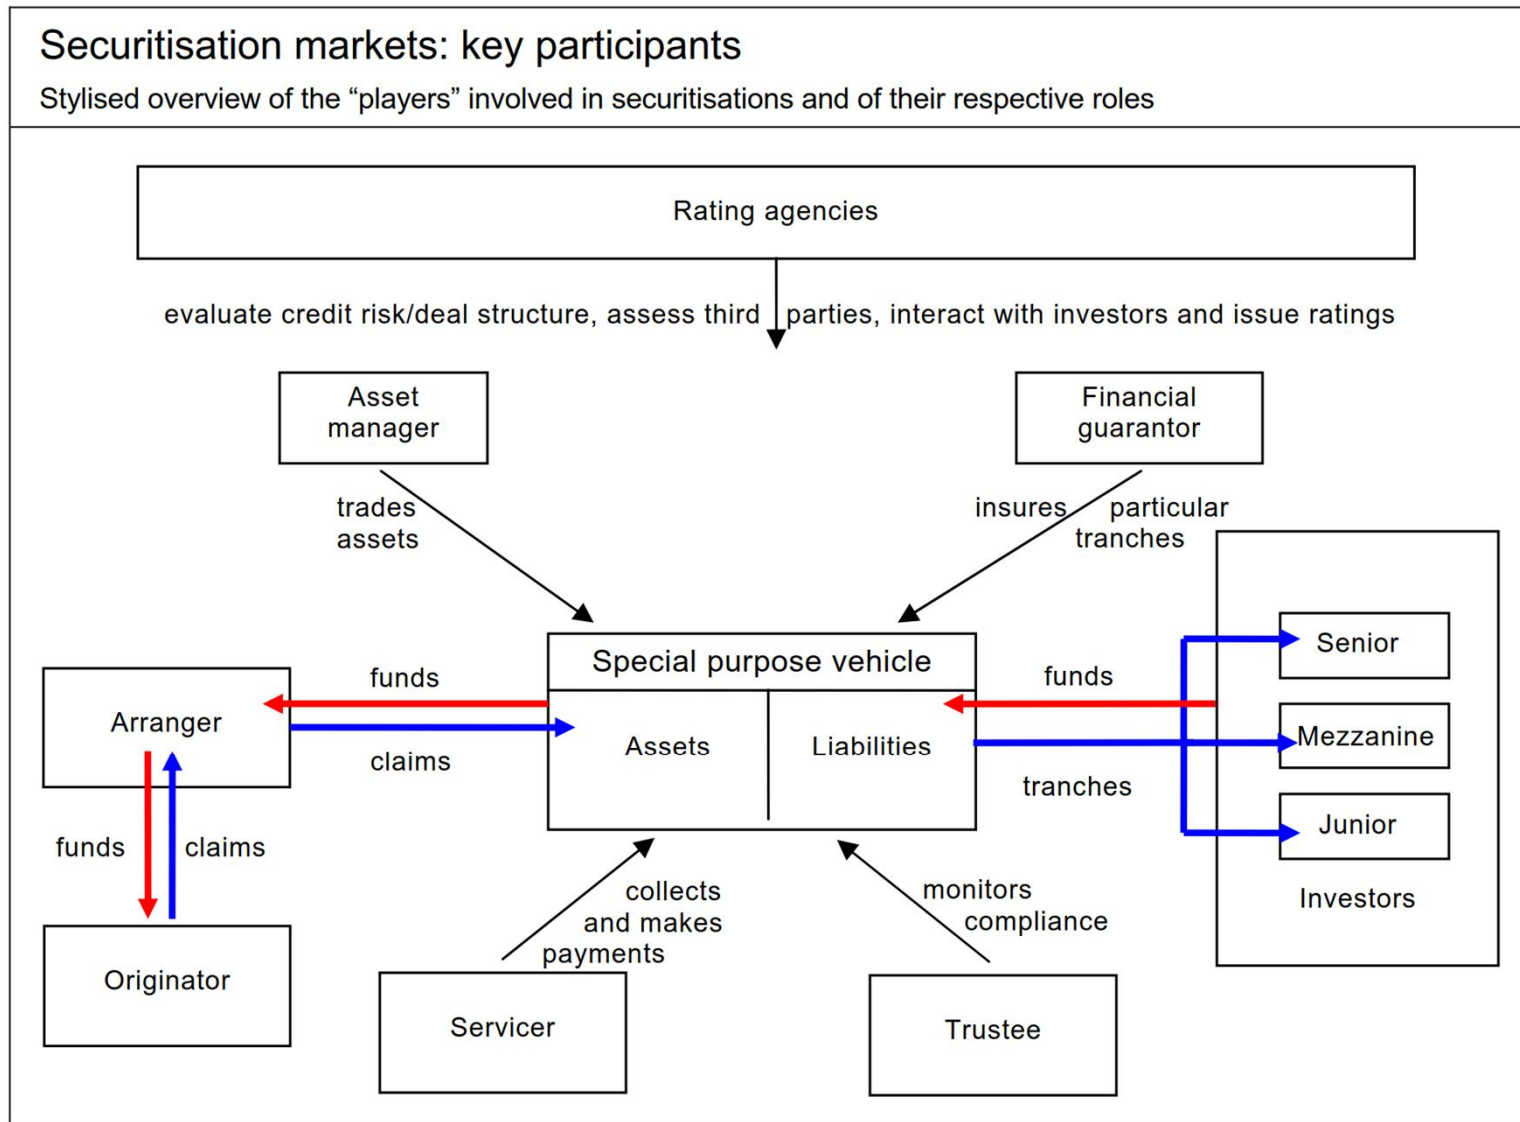 Securitisation markets: key participants
Stylised overview of the “players” involved in securitisations and of their respective roles
Rating agencies
evaluate credit risk/deal structure, assess third parties, interact with investors and issue ratings
Asset
manager
Financial
guarantor
trades
assets
insures particular
tranches
Special purpose vehicle
Assets
Liabilities
funds
claims
Arranger
funds
claims
Originator
funds
tranches
Senior
Mezzanine
Junior
Investors
collects
and makes
payments
Servicer
monitors
compliance
Trustee